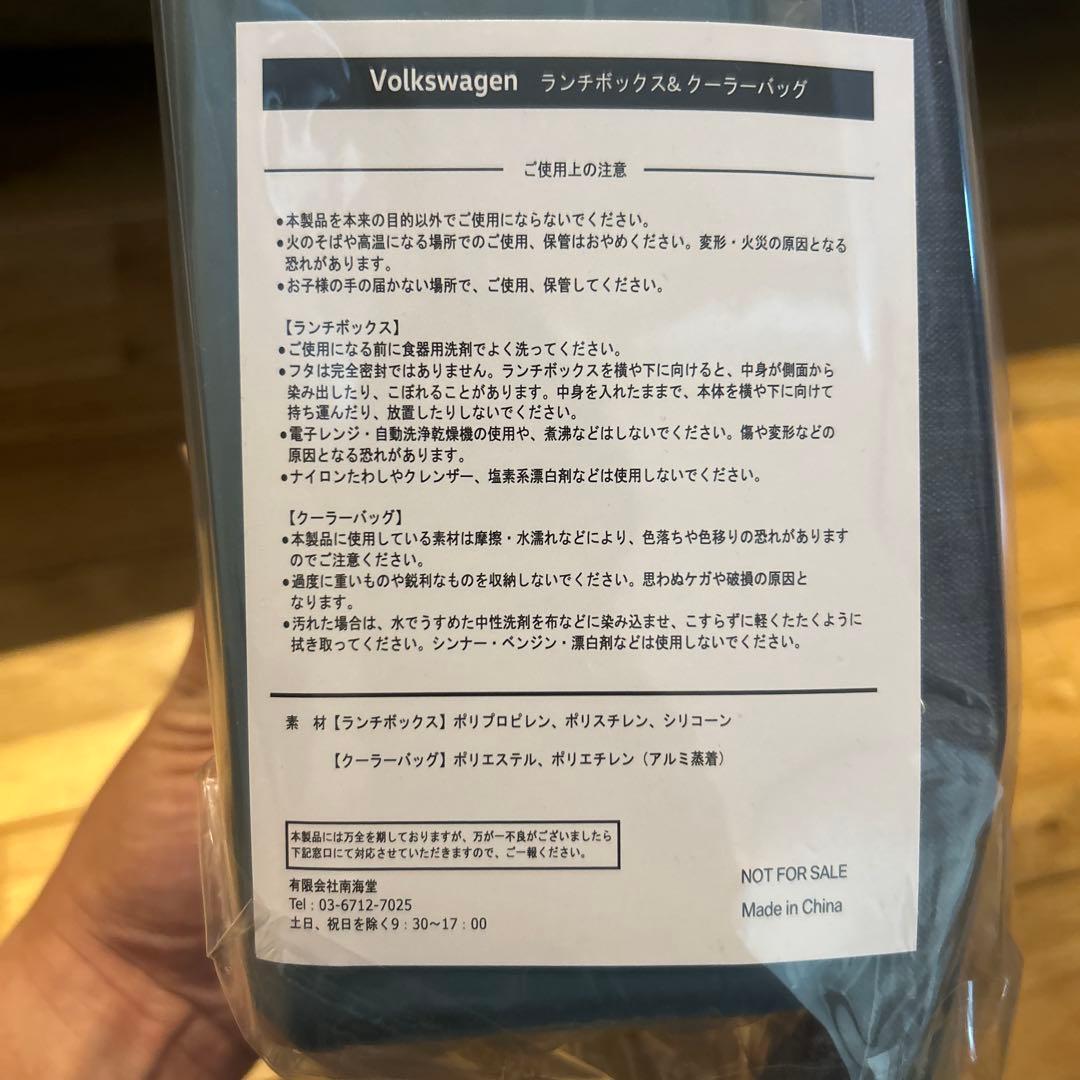 Volkswagen ランチボックス&クーラーバッグ
ご使用上の注意
●本製品を本来の目的以外でご使用にならないでください。
●火のそばや高温になる場所でのご使用、保管はおやめください。変形・火災の原因となる
恐れがあります。
●お子様の手の届かない場所で、ご使用、保管してください。
【ランチボックス】
●ご使用になる前に食器用洗剤でよく洗ってください。
●フタは完全密封ではありません。ランチボックスを横や下に向けると、中身が側面から
染み出したり、こぼれることがあります。中身を入れたままで、本体を横や下に向けて
持ち運んだり、放置したりしないでください。
●電子レンジ・自動洗浄乾燥機の使用や、煮沸などはしないでください。傷や変形などの
原因となる恐れがあります。
●ナイロンたわしやクレンザー、塩素系漂白剤などは使用しないでください。
【クーラーバッグ】
●本製品に使用している素材は摩擦・水濡れなどにより、色落ちや色移りの恐れがあります
のでご注意ください。
●過度に重いものや鋭利なものを収納しないでください。思わぬケガや破損の原因と
なります。
●汚れた場合は、水でうすめた中性洗剤を布などに染み込ませ、こすらずに軽くたたくように
拭き取ってください。シンナー・ベンジン・漂白剤などは使用しないでください。
素 材【ランチボックス】ポリプロピレン、ポリスチレン、シリコーン
【クーラーバッグ】ポリエステル、ポリエチレン（アルミ蒸着）
本製品には万全を期しておりますが、万が一不良がございましたら
下記窓口にて対応させていただきますので、ご一報ください。
有限会社南海堂
Tel : 03-6712-7025
土日、祝日を除く9：30〜17：00
NOT FOR SALE
Made in China